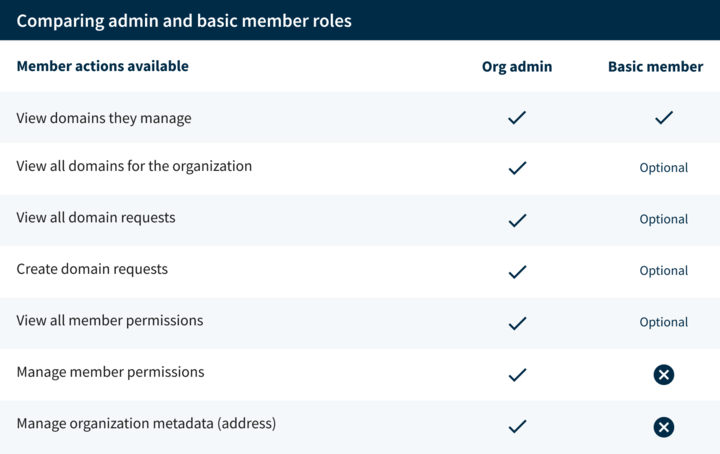 Comparing admin and basic member roles
Member actions available Org admin Basic member
View domains they manage
View all domains for the organization Optional
View all domain requests Optional
Create domain requests Optional
View all member permissions Optional
Manage member permissions
Manage organization metadata (address)